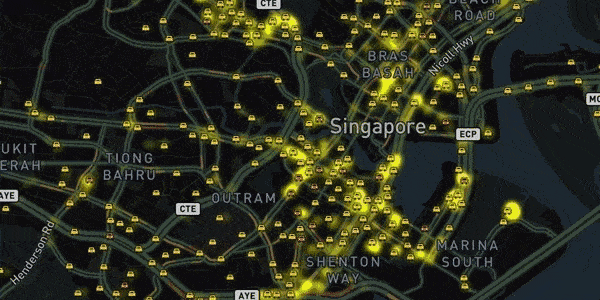 CTE
BEACH
ROAD
Nicoll Hwy
BRAS
BASAH
MC
Singapore
ECP
UKIT
ERAH
TIONG
BAHRU
AYE
OUTRAM
CTE
Henderson Rd
MARINA
SOUTH
SHENTON
WAY
AYE